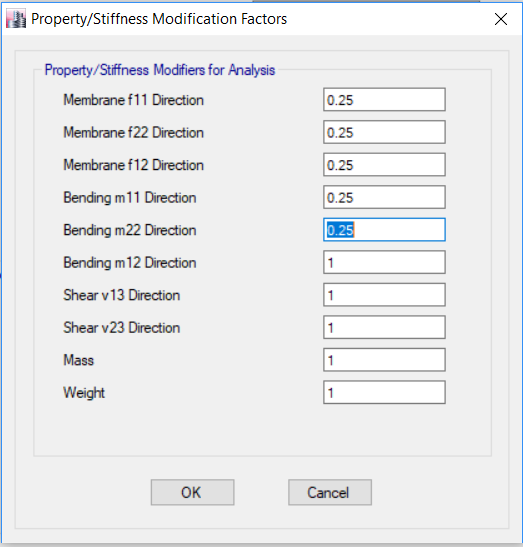 Property/Stiffness Modification Factors
Property/Stiffness Modifiers for Analysis
Membrane f11 Direction 0.25
Membrane f22 Direction 0.25
Membrane f12 Direction 0.25
Bending m11 Direction 0.25
Bending m22 Direction 0.25
Bending m12 Direction 1
Shear v13 Direction 1
Shear v23 Direction 1
Mass 1
Weight 1
OK Cancel